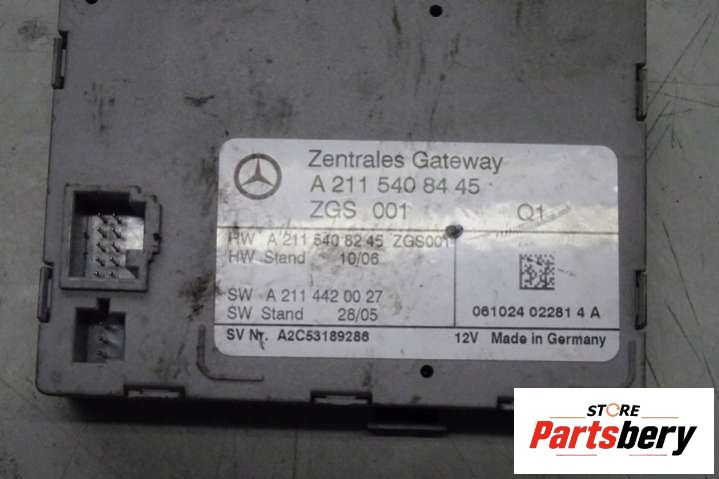 Zentrales Gateway
A 211 540 84 45
ZGS 001 Q1
HW A 211 540 82 45 ZGS001
HW Stand 10/06
SW A 211 442 00 27
SW Stand 28/05
061024 02281 4 A
SV Nr. A2C53189286 12V Made in Germany
STORE
Partsbery